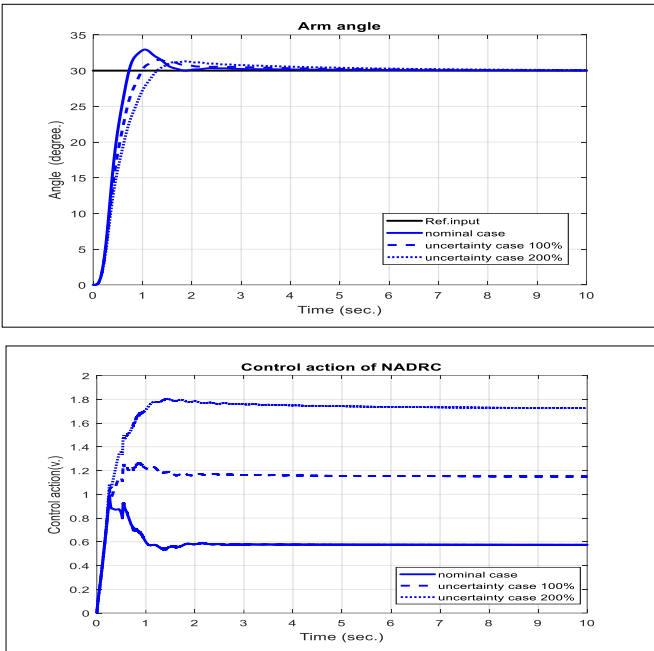 Arm angle
35
30
25
20
15
10
5
0
Angle (degree.)
Ref.input
nominal case
uncertainty case 100%
uncertainty case 200%
0 1 2 3 4 5 6 7 8 9 10
Time (sec.)
Control action of NADRC
2
1.8
1.6
1.4
1.2
1
0.8
0.6
0.4
0.2
0
Control action(v.)
nominal case
uncertainty case 100%
uncertainty case 200%
0 1 2 3 4 5 6 7 8 9 10
Time (sec.)